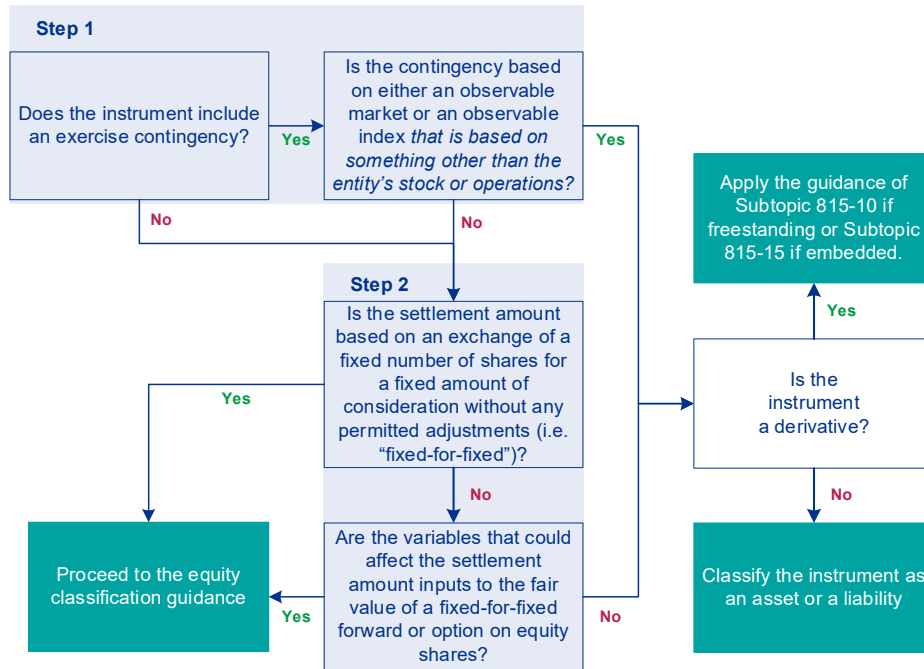 Step 1
Does the instrument include
an exercise contingency?
Yes
Is the contingency based
on either an observable
market or an observable
index that is based on
something other than the
entity's stock or operations?
Yes
No
No
Apply the guidance of
Subtopic 815-10 if
freestanding or Subtopic
815-15 if embedded.
Yes
Step 2
Is the settlement amount
based on an exchange of a
fixed number of shares for
a fixed amount of
consideration without any
permitted adjustments (i.e.
“fixed-for-fixed”)?
Yes
No
Is the
instrument
a derivative?
No
Proceed to the equity
classification guidance
Yes
Are the variables that could
affect the settlement
amount inputs to the fair
value of a fixed-for-fixed
forward or option on equity
shares?
No
Classify the instrument as
an asset or a liability